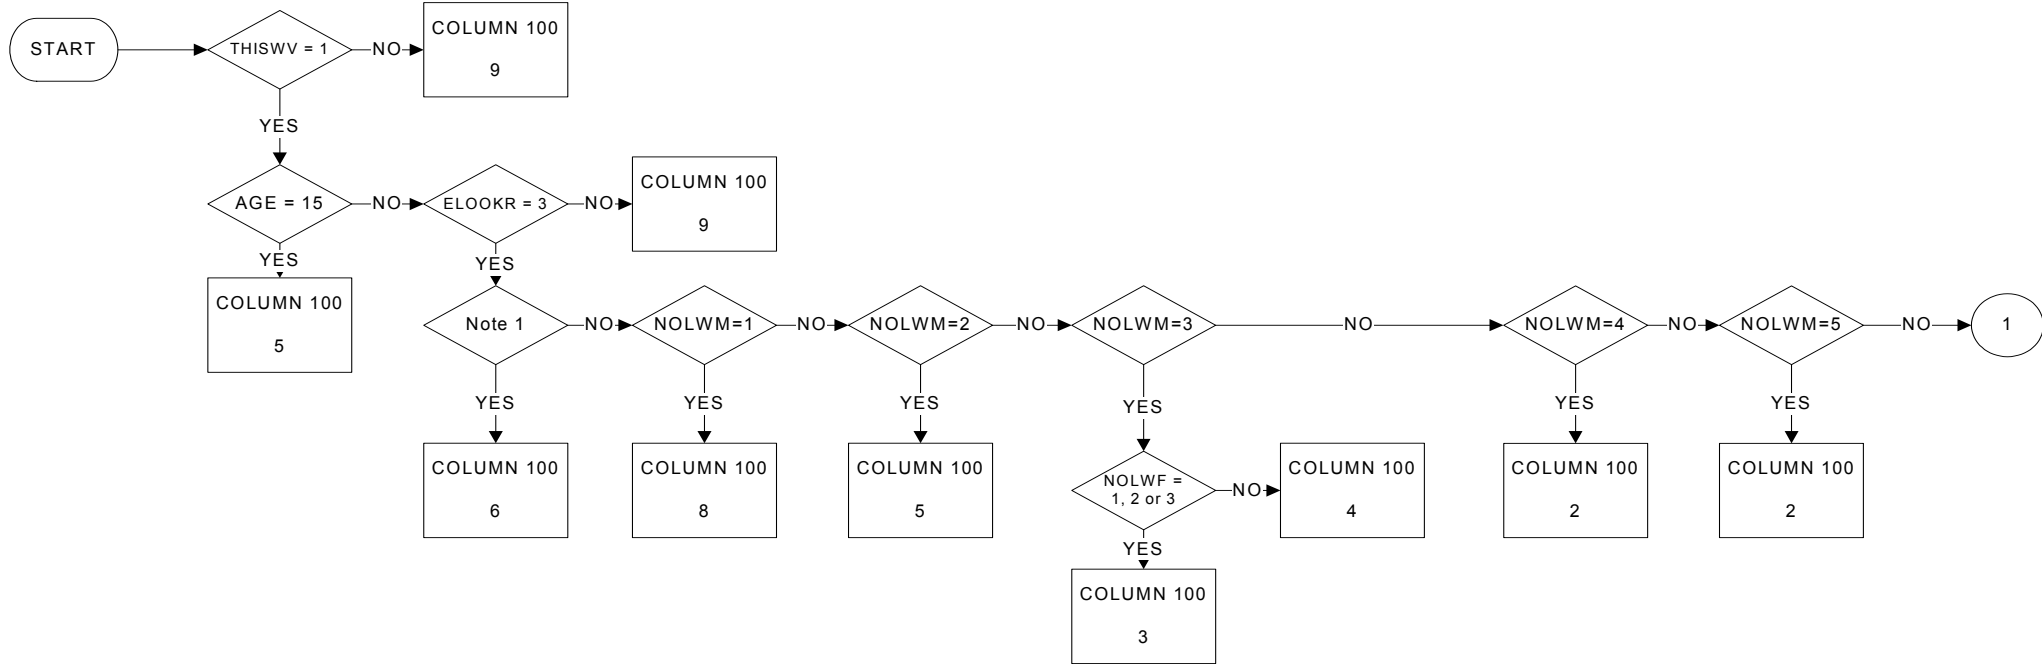 START
THISWV = 1
NO
COLUMN 100
9
YES
AGE = 15
NO
ELOOKR = 3
NO
COLUMN 100
9
YES
COLUMN 100
5
YES
Note 1
NO
NOLWM=1
NO
NOLWM=2
NO
NOLWM=3
NO
NOLWM=4
NO
NOLWM=5
NO
1
YES
COLUMN 100
6
YES
COLUMN 100
8
YES
COLUMN 100
5
YES
NOLWF =
1, 2 or 3
NO
COLUMN 100
4
YES
COLUMN 100
3
YES
COLUMN 100
2
YES
COLUMN 100
2